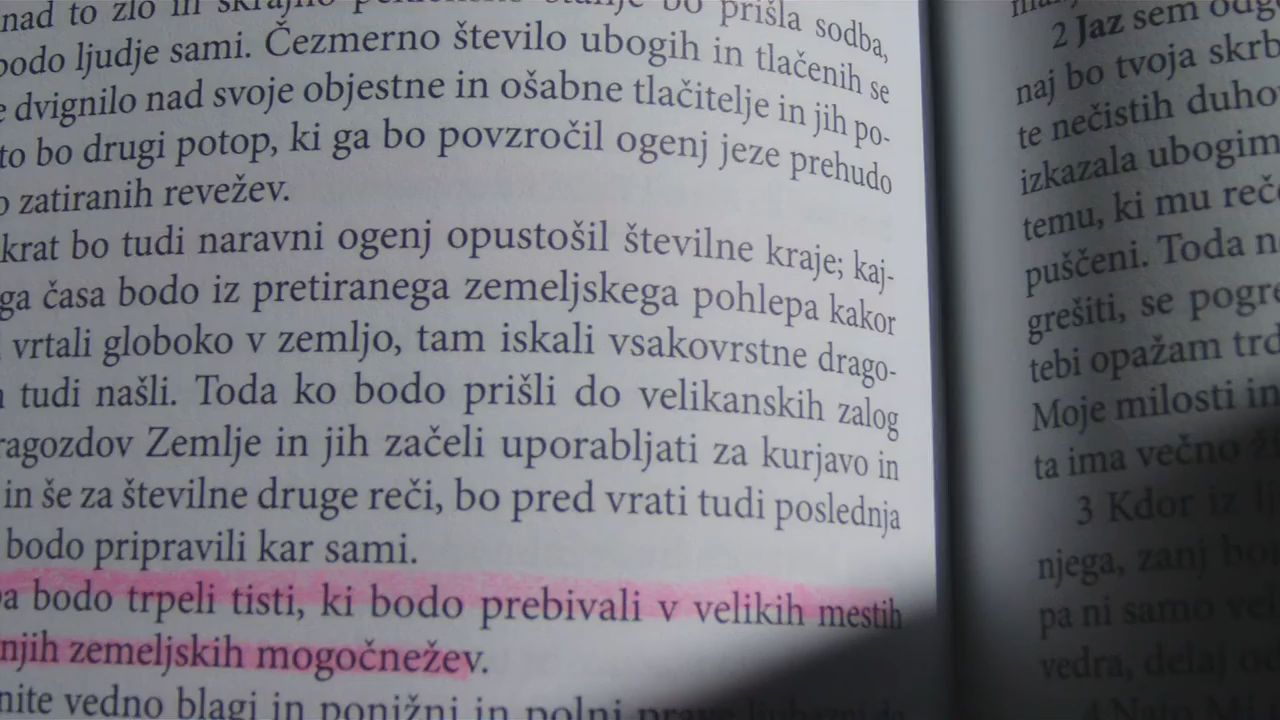 nad to zlo in skrajno stanje bo prišla sodba,
bodo ljudje sami. Čezmerno število ubogih in tlačenih se
dvignilo nad svoje objestne in ošabne tlačitelje in jih po-
to bo drugi potop, ki ga bo povzročil ogenj jeze prehudo
zatiranih revežev.
krat bo tudi naravni ogenj opustošil številne kraje; kaj-
ga časa bodo iz pretiranega zemeljskega pohlepa kakor
vrtali globoko v zemljo, tam iskali vsakovrstne drago-
tudi našli. Toda ko bodo prišli do velikanskih zalog
ragozdov Zemlje in jih začeli uporabljati za kurjavo in
in še za številne druge reči, bo pred vrati tudi poslednja
bodo pripravili kar sami.
bodo trpeli tisti, ki bodo prebivali v velikih mestih
njih zemeljskih mogočnežev.
nite vedno blagi in ponižni in polni prave
2 Jaz sem odg
naj bo tvoja skrb
te nečistih duho
izkazala ubogim
temu, ki mu reč
puščeni. Toda n
grešiti, se pogre
tebi opažam trd
Moje milosti in
ta ima večno ž
3 Kdor iz lj
njega, zanj bo
pa ni samo ve
vedra, delaj od